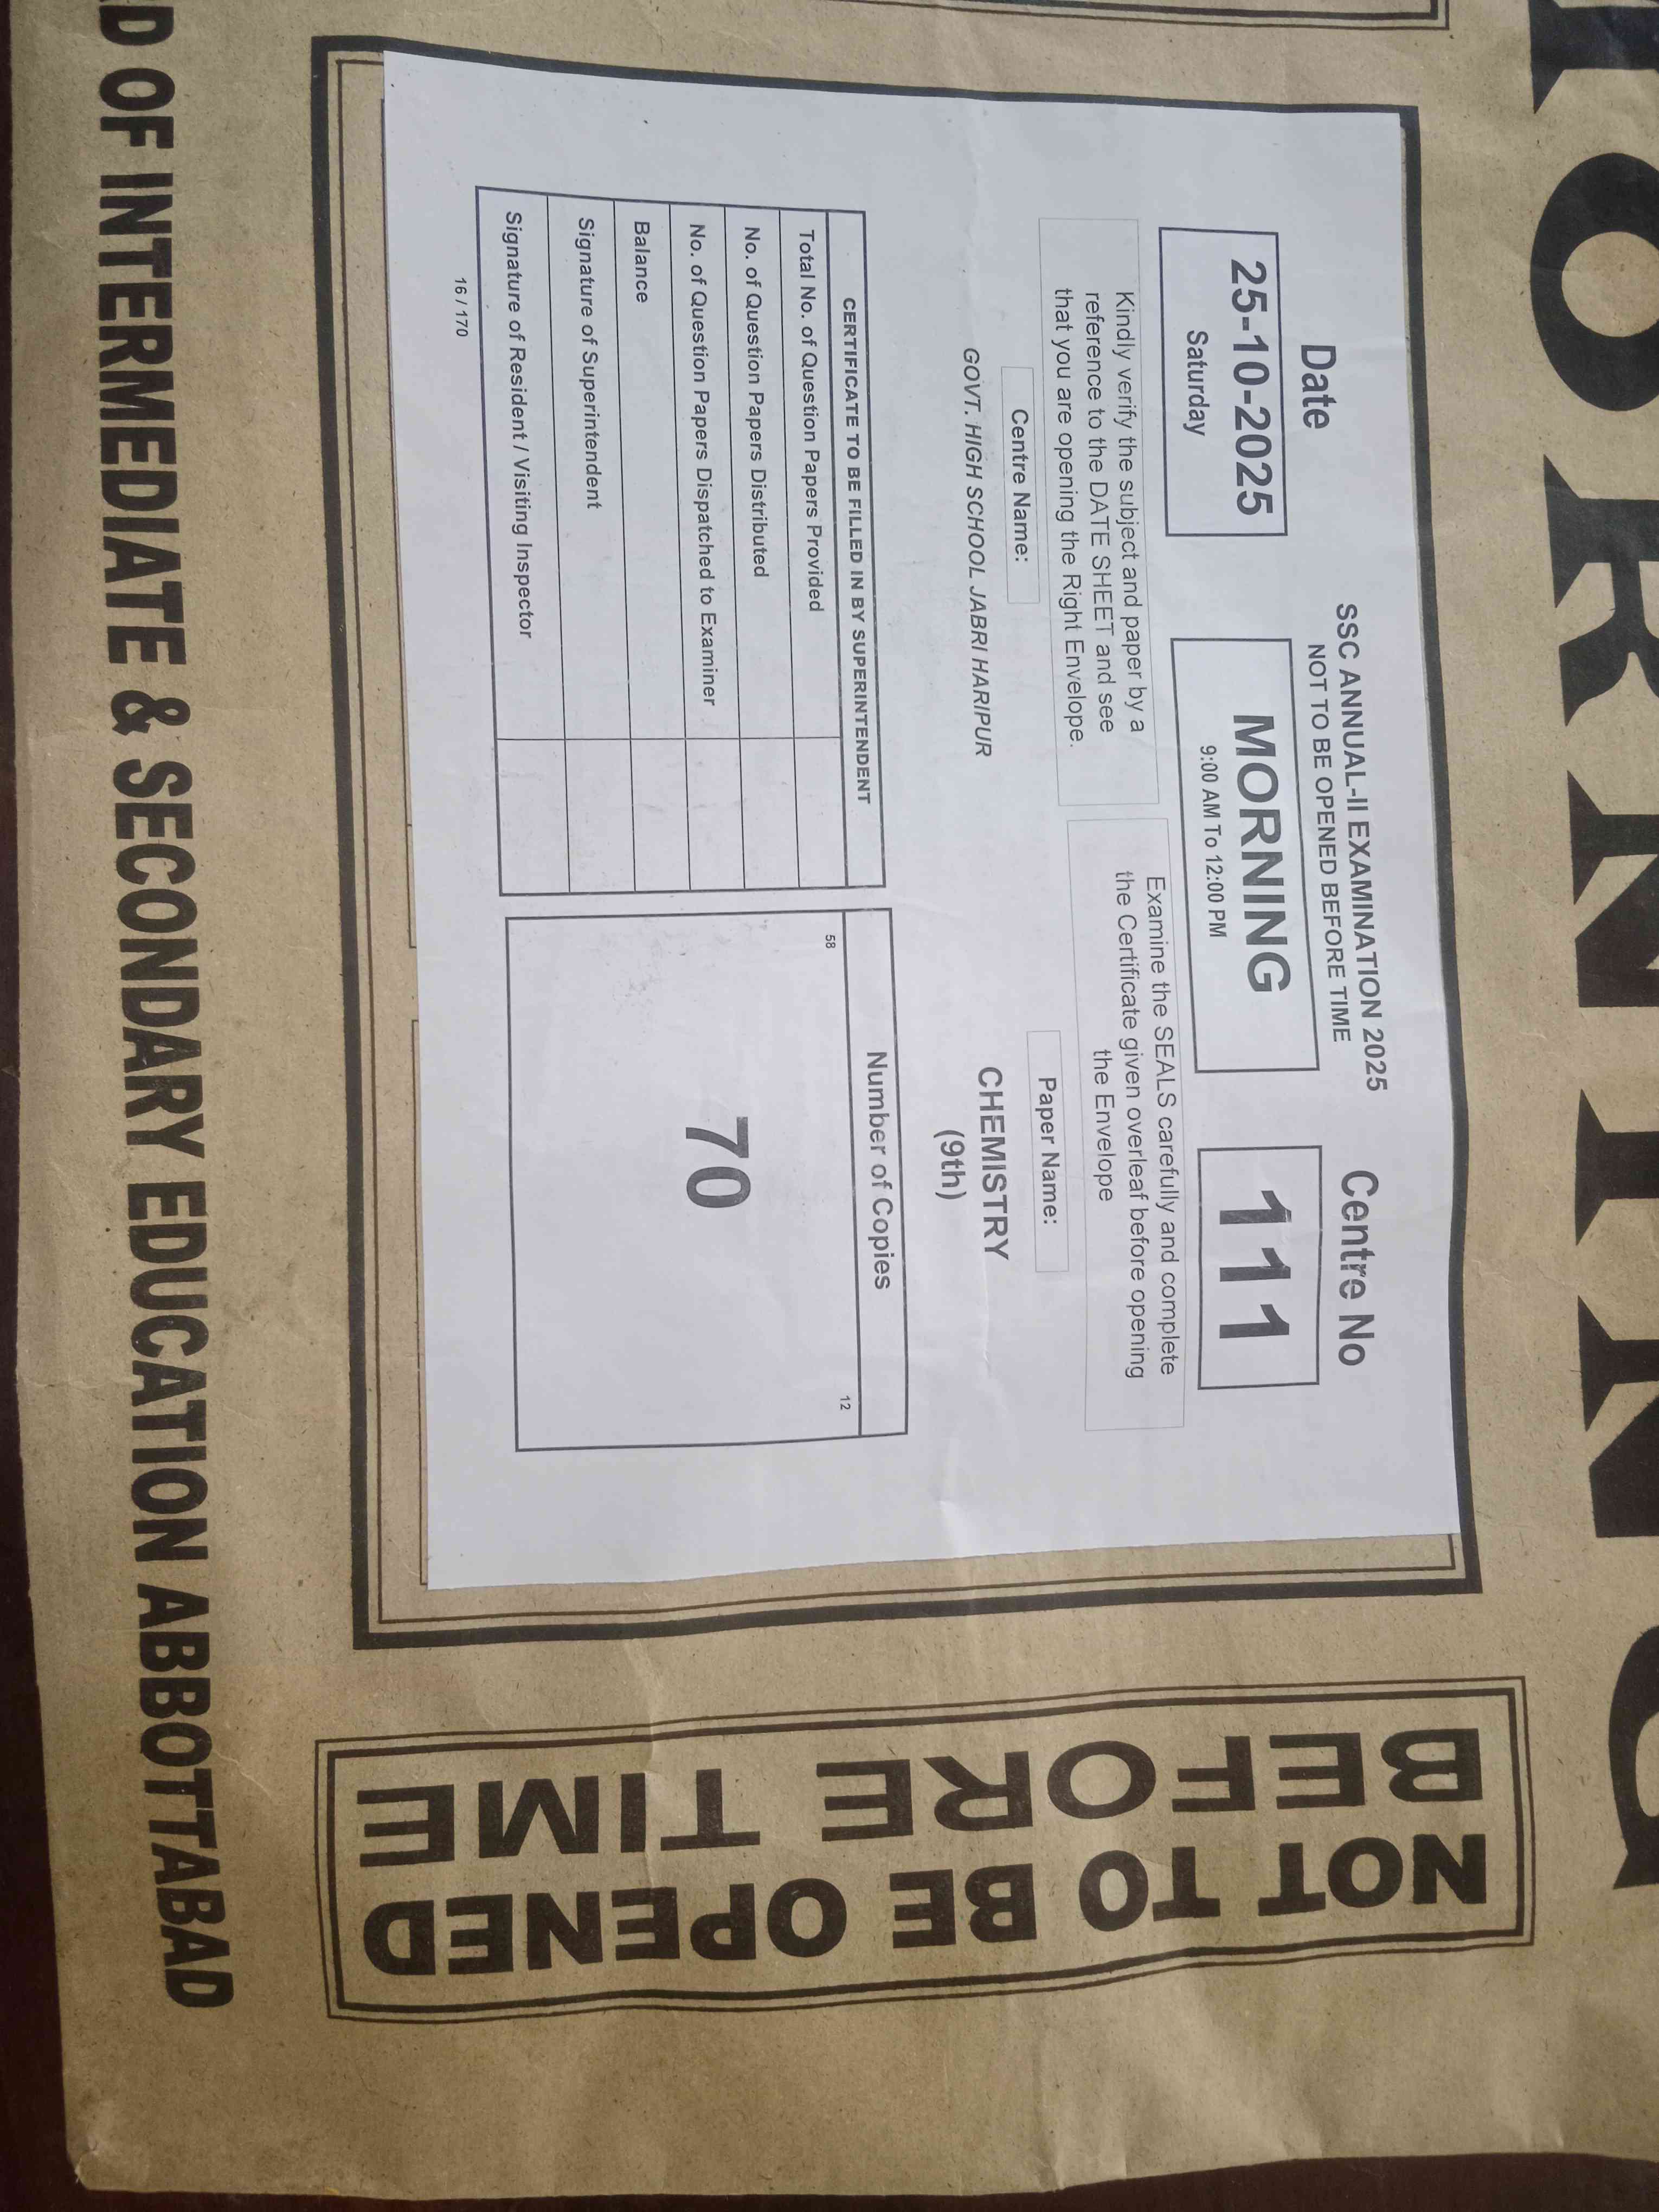 SSC ANNUAL-II EXAMINATION 2025
NOT TO BE OPENED BEFORE TIME
Date
25-10-2025
Saturday
MORNING
9:00 AM To 12:00 PM
Centre No
111
Kindly verify the subject and paper by a
reference to the DATE SHEET and see
that you are opening the Right Envelope.
Examine the SEALS carefully and complete
the Certificate given overleaf before opening
the Envelope
Centre Name:
GOVT. HIGH SCHOOL JABRI HARIPUR
Paper Name:
CHEMISTRY
(9th)
CERTIFICATE TO BE FILLED IN BY SUPERINTENDENT
Total No. of Question Papers Provided
No. of Question Papers Distributed
No. of Question Papers Dispatched to Examiner
Balance
Signature of Superintendent
Signature of Resident / Visiting Inspector
16 / 170
Number of Copies
58
12
70
NOT TO BE OPENED
BEFORE TIME
OF INTERMEDIATE & SECONDARY EDUCATION ABBOTTABAD